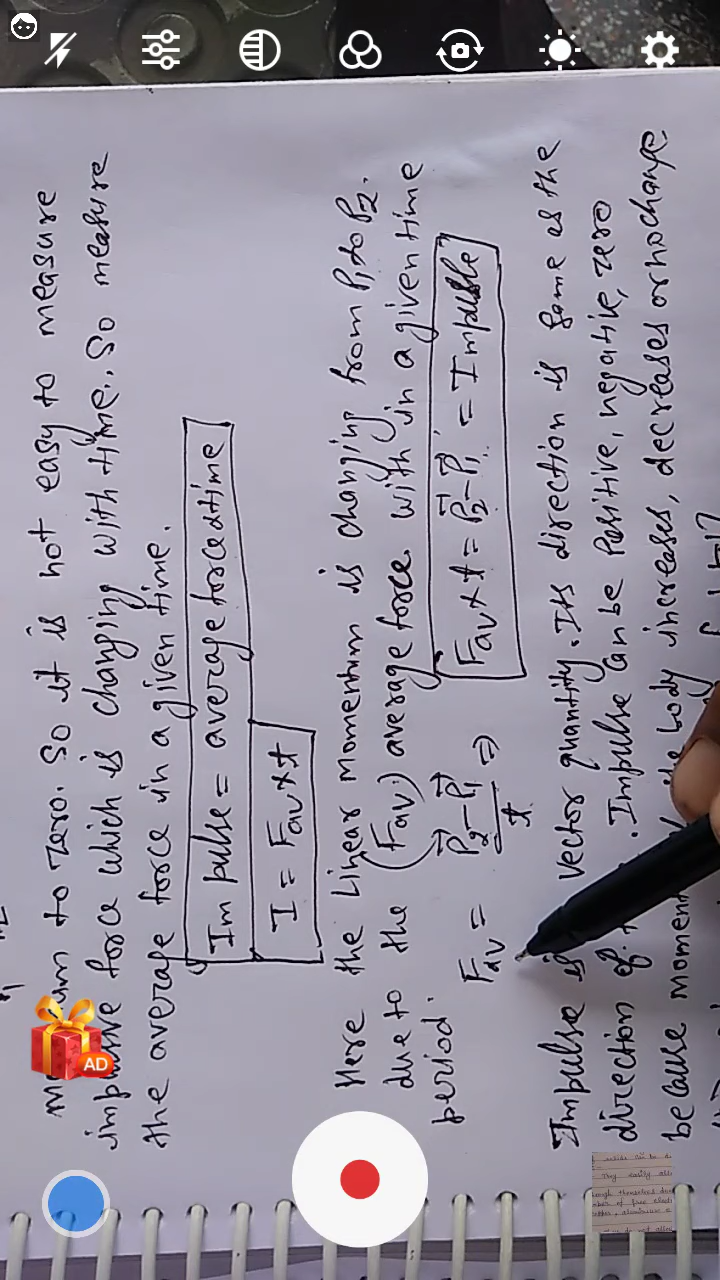 maximum to zero. So it is not easy to measure
impulsive force which is changing with time. So measure
the average force in a given time.
Impulse = average force × time
I = Fav × t
Here the Linear Momentum is changing from P1 to P2.
due to the (Fav) average force with in a given time
period.
Fav = P2 - P1 / t ⇒ Fav × t = P2 - P1 = Impulse
Impulse is vector quantity. Its direction is same as the
direction of . Impulse can be Positive, negative, zero
because moment body increases, decreases or no change.
AD